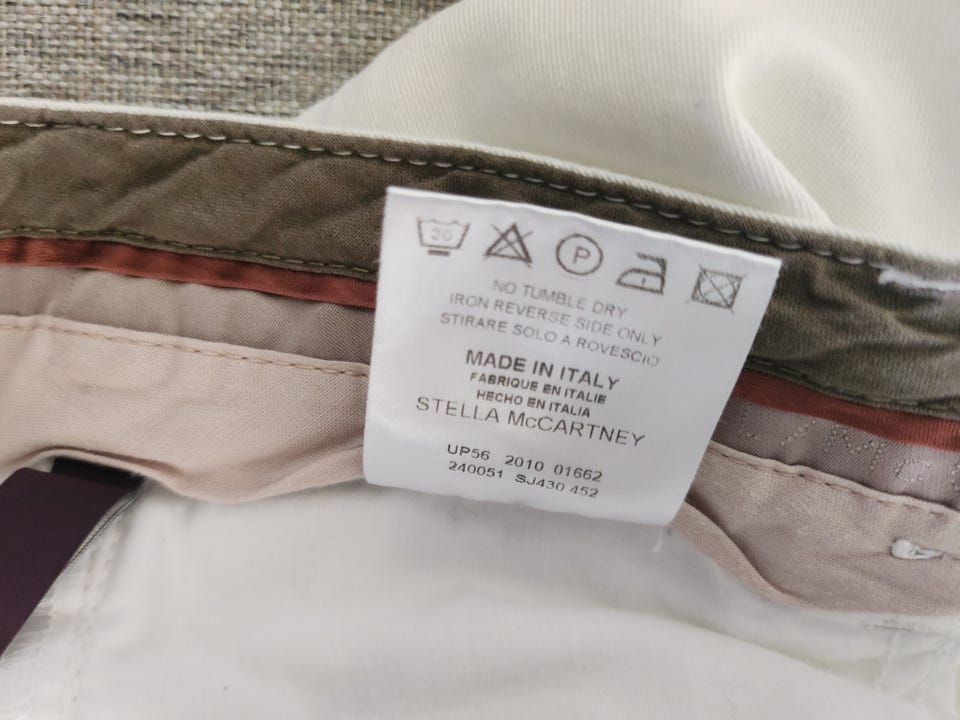 30
P
NO TUMBLE DRY
IRON REVERSE SIDE ONLY
STIRARE SOLO A ROVESCIO
MADE IN ITALY
FABRIQUE EN ITALIE
HECHO EN ITALIA
STELLA McCARTNEY
UP56 2010 01662
240051 SJ430 452